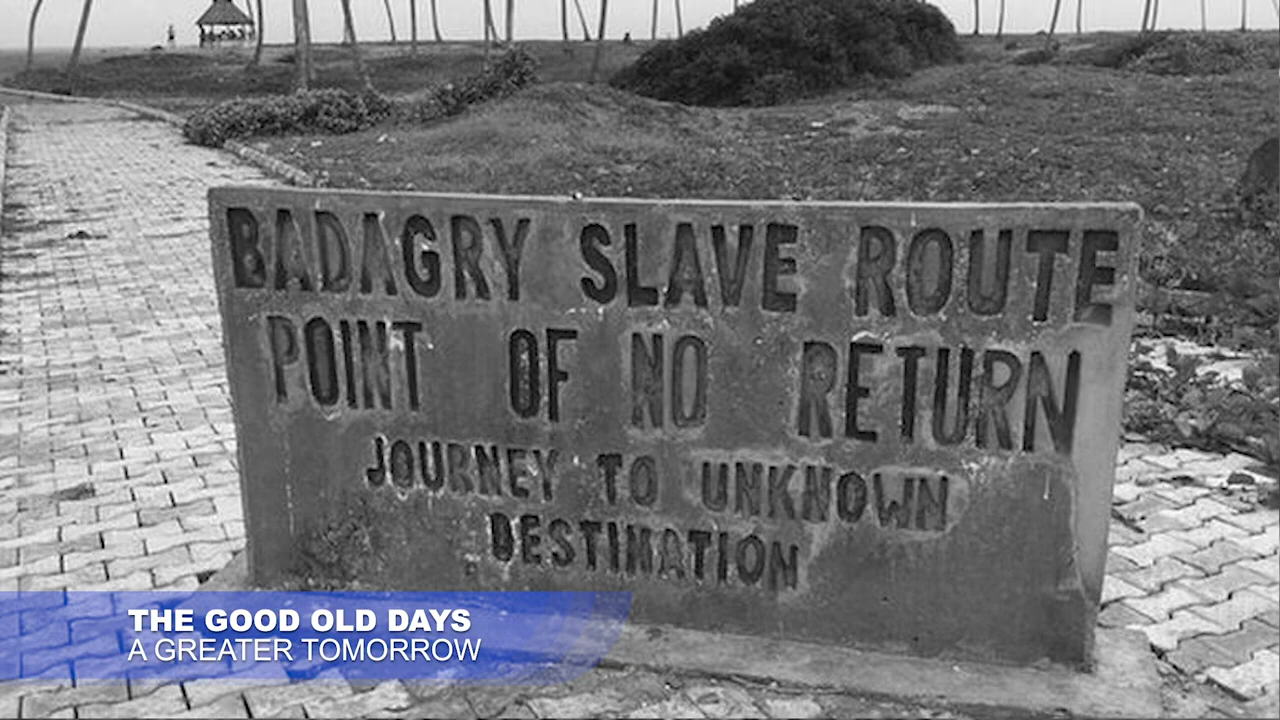 BADAGRY SLAVE ROUTE
POINT OF NO RETURN
JOURNEY TO UNKNOWN
DESTINATION
THE GOOD OLD DAYS
A GREATER TOMORROW